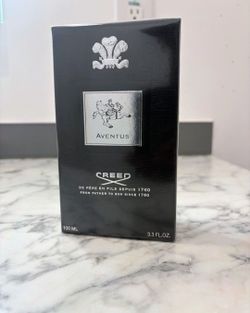 AVENTUS
CREED
DE PÈRE EN FILS DEPUIS 1760
FROM FATHER TO SON SINCE 1760
100 ML
3.3 FL.OZ.